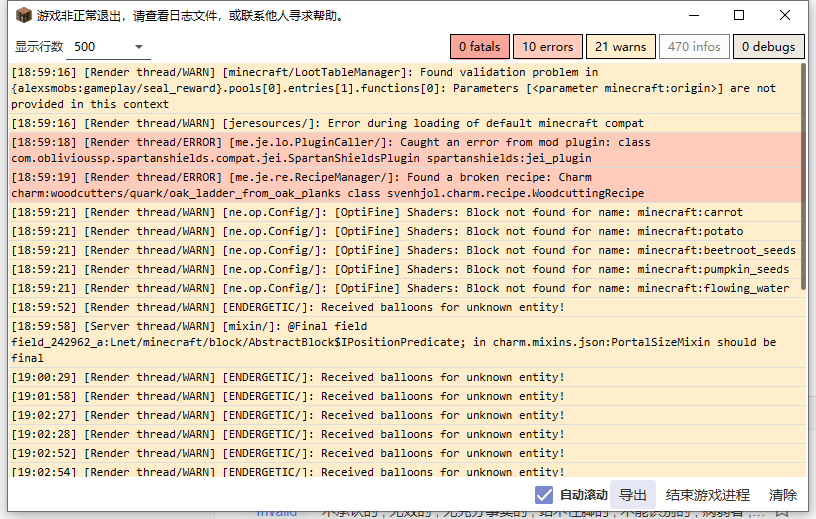 游戏非正常退出，请查看日志文件，或联系他人寻求帮助。
显示行数 500 0 fatals 10 errors 21 warns 470 infos 0 debugs
[18:59:16] [Render thread/WARN] [minecraft/LootTableManager]: Found validation problem in
{alexsmobs:gameplay/seal_reward}.pools[0].entries[1].functions[0]: Parameters [<parameter minecraft:origin>] are not
provided in this context
[18:59:16] [Render thread/WARN] [jeresources/]: Error during loading of default minecraft compat
[18:59:18] [Render thread/ERROR] [me.je.lo.PluginCaller/]: Caught an error from mod plugin: class
com.obliviousp.spartanshields.compat.jei.SpartanShieldsPlugin spartanshields:jei_plugin
[18:59:19] [Render thread/ERROR] [me.je.re.RecipeManager/]: Found a broken recipe: Charm
charm:woodcutters/quark/oak_ladder_from_oak_planks class svenhjol.charm.recipe.WoodcuttingRecipe
[18:59:21] [Render thread/WARN] [ne.op.Config/]: [OptiFine] Shaders: Block not found for name: minecraft:carrot
[18:59:21] [Render thread/WARN] [ne.op.Config/]: [OptiFine] Shaders: Block not found for name: minecraft:potato
[18:59:21] [Render thread/WARN] [ne.op.Config/]: [OptiFine] Shaders: Block not found for name: minecraft:beetroot_seeds
[18:59:21] [Render thread/WARN] [ne.op.Config/]: [OptiFine] Shaders: Block not found for name: minecraft:pumpkin_seeds
[18:59:21] [Render thread/WARN] [ne.op.Config/]: [OptiFine] Shaders: Block not found for name: minecraft:flowing_water
[18:59:52] [Render thread/WARN] [ENDERGETIC/]: Received balloons for unknown entity!
[18:59:58] [Server thread/WARN] [mixin/]: @Final field
field_242962_a:Lnet/minecraft/block/AbstractBlock$IPositionPredicate; in charm.mixins.json:PortalSizeMixin should be
final
[19:00:29] [Render thread/WARN] [ENDERGETIC/]: Received balloons for unknown entity!
[19:01:58] [Render thread/WARN] [ENDERGETIC/]: Received balloons for unknown entity!
[19:02:27] [Render thread/WARN] [ENDERGETIC/]: Received balloons for unknown entity!
[19:02:28] [Render thread/WARN] [ENDERGETIC/]: Received balloons for unknown entity!
[19:02:52] [Render thread/WARN] [ENDERGETIC/]: Received balloons for unknown entity!
[19:02:54] [Render thread/WARN] [ENDERGETIC/]: Received balloons for unknown entity!
自动滚动 导出 结束游戏进程 清除